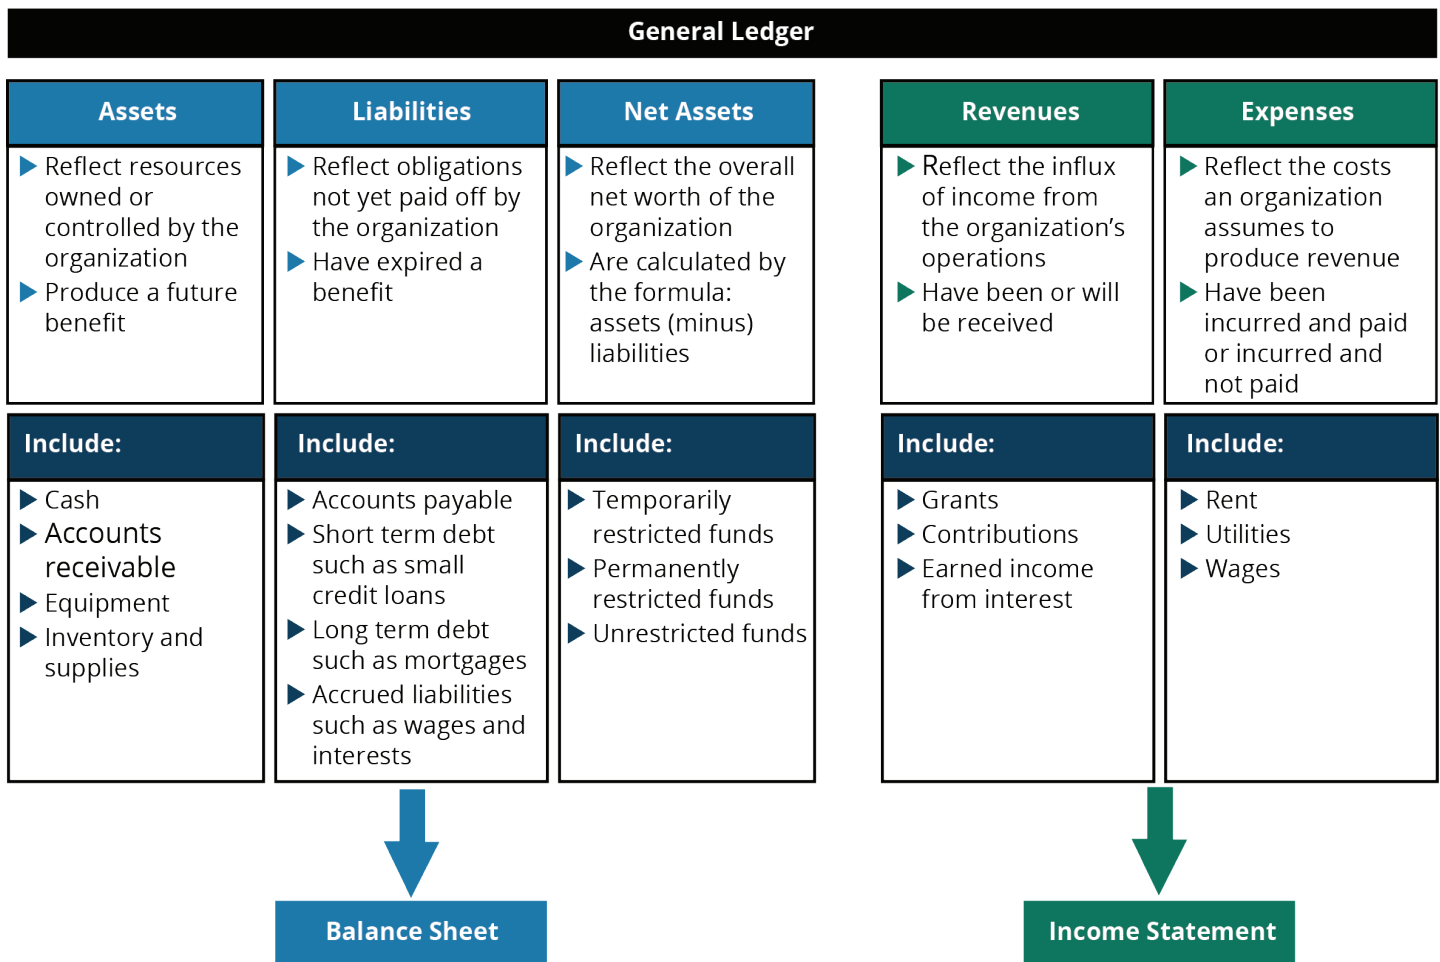 General Ledger
Assets
Reflect resources
owned or
controlled by the
organization
Produce a future
benefit
Liabilities
Reflect obligations
not yet paid off by
the organization
Have expired a
benefit
Net Assets
Reflect the overall
net worth of the
organization
Are calculated by
the formula:
assets (minus)
liabilities
Revenues
Reflect the influx
of income from
the organization’s
operations
Have been or will
be received
Expenses
Reflect the costs
an organization
assumes to
produce revenue
Have been
incurred and paid
or incurred and
not paid
Include:
Cash
Accounts
receivable
Equipment
Inventory and
supplies
Include:
Accounts payable
Short term debt
such as small
credit loans
Long term debt
such as mortgages
Accrued liabilities
such as wages and
interests
Include:
Temporarily
restricted funds
Permanently
restricted funds
Unrestricted funds
Include:
Grants
Contributions
Earned income
from interest
Include:
Rent
Utilities
Wages
Balance Sheet
Income Statement